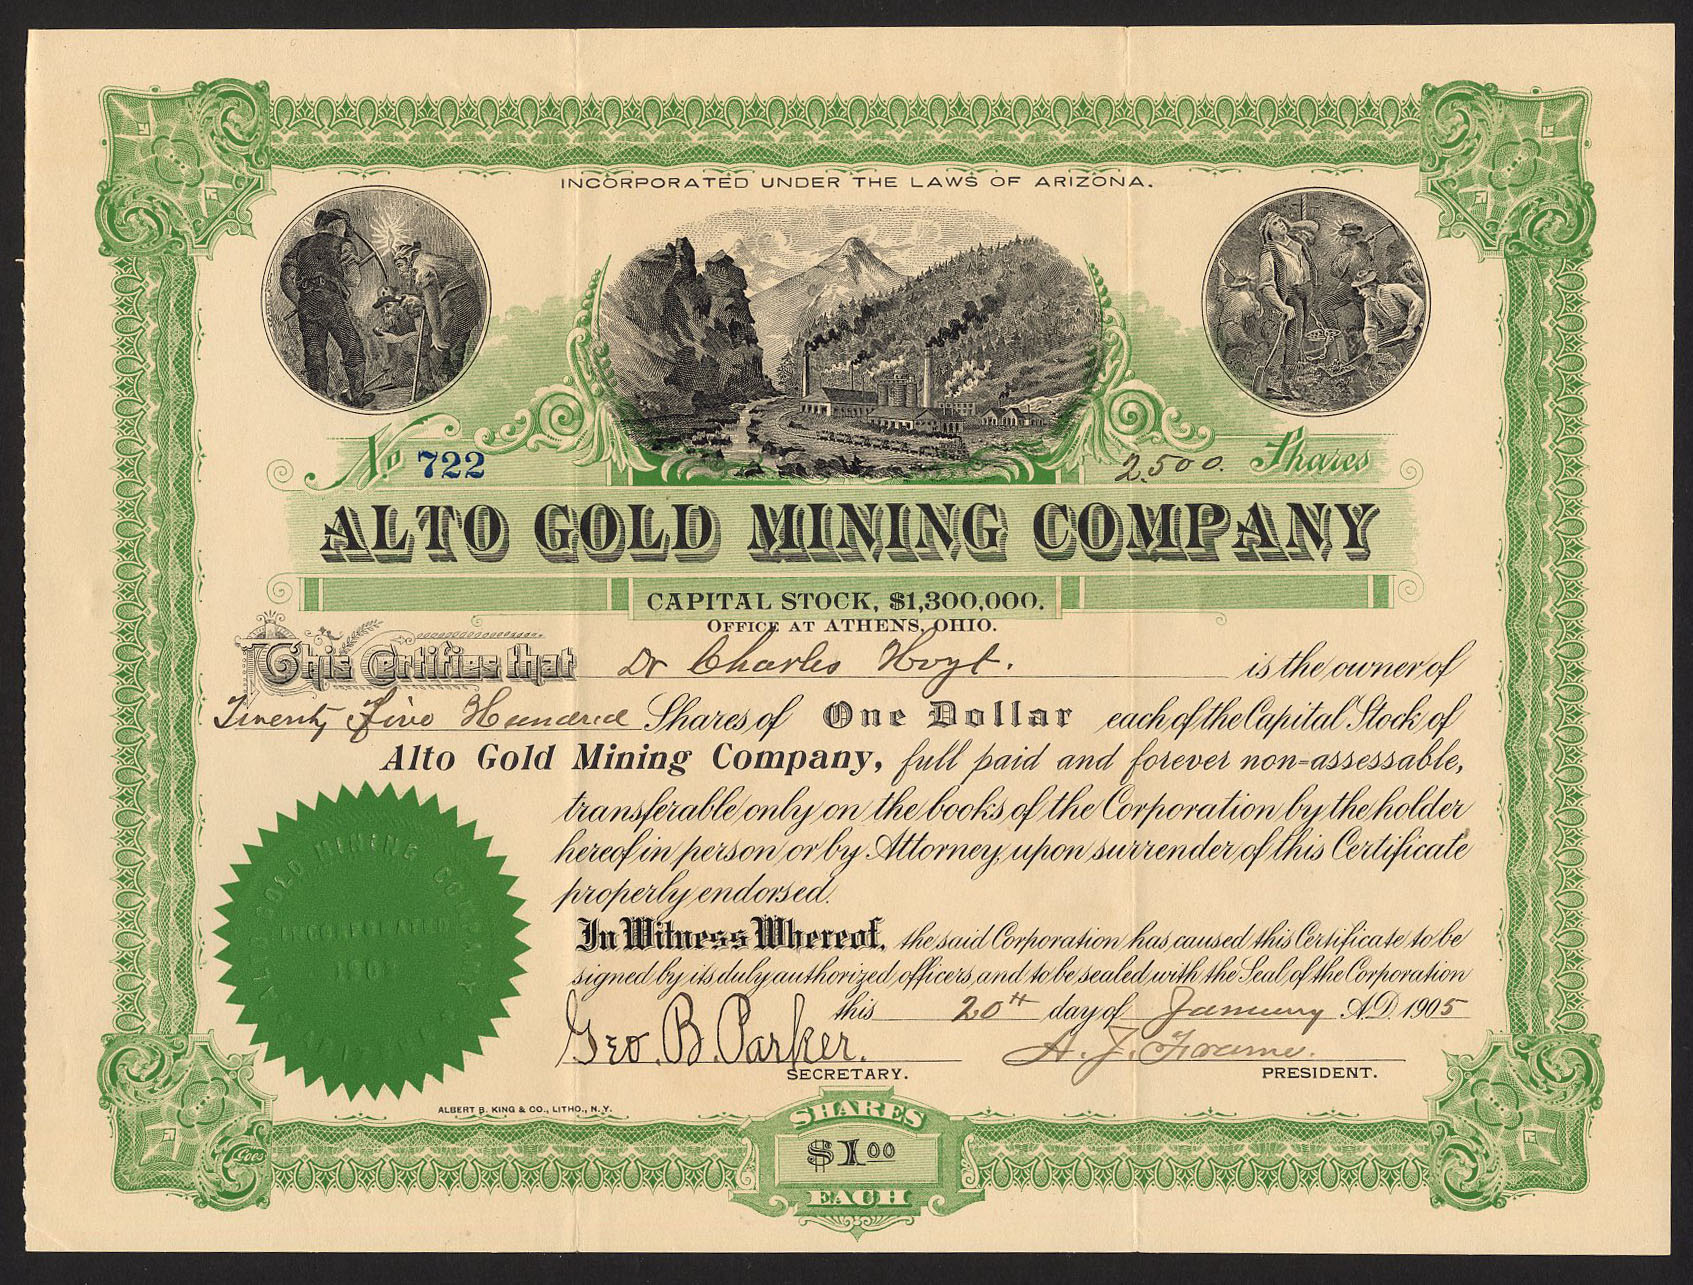 INCORPORATED UNDER THE LAWS OF ARIZONA.
No 722
2,500. Shares
ALTO GOLD MINING COMPANY
CAPITAL STOCK, $1,300,000.
OFFICE AT ATHENS, OHIO.
This Certifies that Dr Charles Hoyt. is the owner of
Twenty Five Hundred Shares of One Dollar each of the Capital Stock of
Alto Gold Mining Company, full paid and forever non-assessable,
transferable only on the books of the Corporation by the holder
hereof in person or by Attorney, upon surrender of this Certificate
properly endorsed.
In Witness Whereof, the said Corporation has caused this Certificate to be
signed by its duly authorized officers, and to be sealed with the Seal of the Corporation
this 20th day of January A.D. 1905
Geo. B. Parker.
SECRETARY.
PRESIDENT.
ALTO GOLD MINING COMPANY
ALBERT B. KING & CO., LITHO., N.Y.
SHARES
$1.00
EACH
Goes